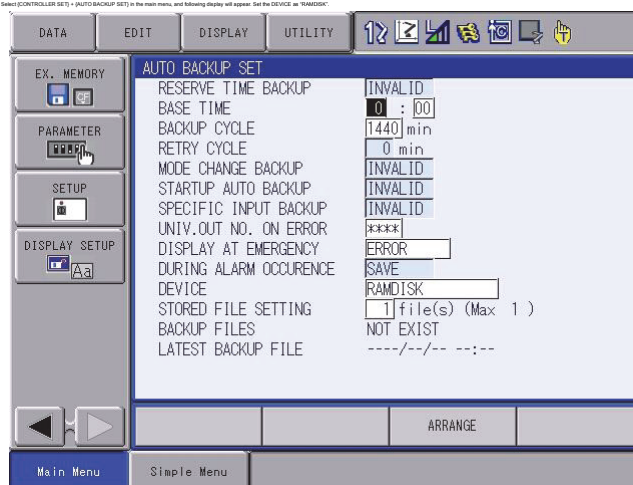 Select {CONTROLLER SET} + {AUTO BACKUP SET} in the main menu, and following display will appear. Set the DEVICE as "RAMDISK".
DATA EDIT DISPLAY UTILITY
EX. MEMORY
CF
PARAMETER
SETUP
DISPLAY SETUP
Aa
AUTO BACKUP SET
RESERVE TIME BACKUP INVALID
BASE TIME 0 : 00
BACKUP CYCLE 1440 min
RETRY CYCLE 0 min
MODE CHANGE BACKUP INVALID
STARTUP AUTO BACKUP INVALID
SPECIFIC INPUT BACKUP INVALID
UNIV.OUT NO. ON ERROR ****
DISPLAY AT EMERGENCY ERROR
DURING ALARM OCCURENCE SAVE
DEVICE RAMDISK
STORED FILE SETTING 1 file(s) (Max 1 )
BACKUP FILES NOT EXIST
LATEST BACKUP FILE ----/--/-- --:--
ARRANGE
Main Menu Simple Menu